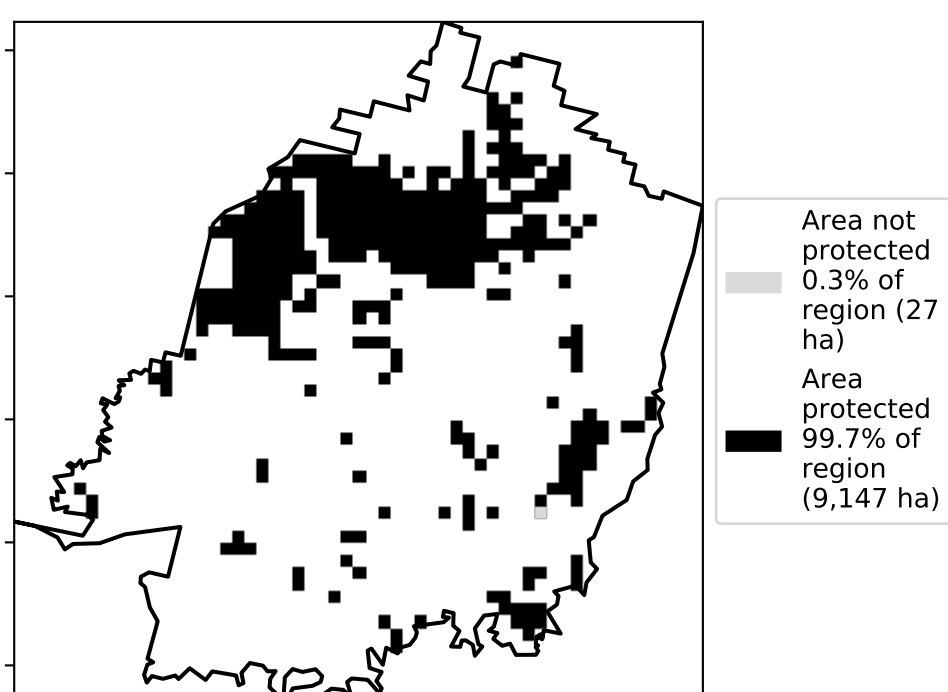 Area not
protected
0.3% of
region (27
ha)
Area
protected
99.7% of
region
(9,147 ha)